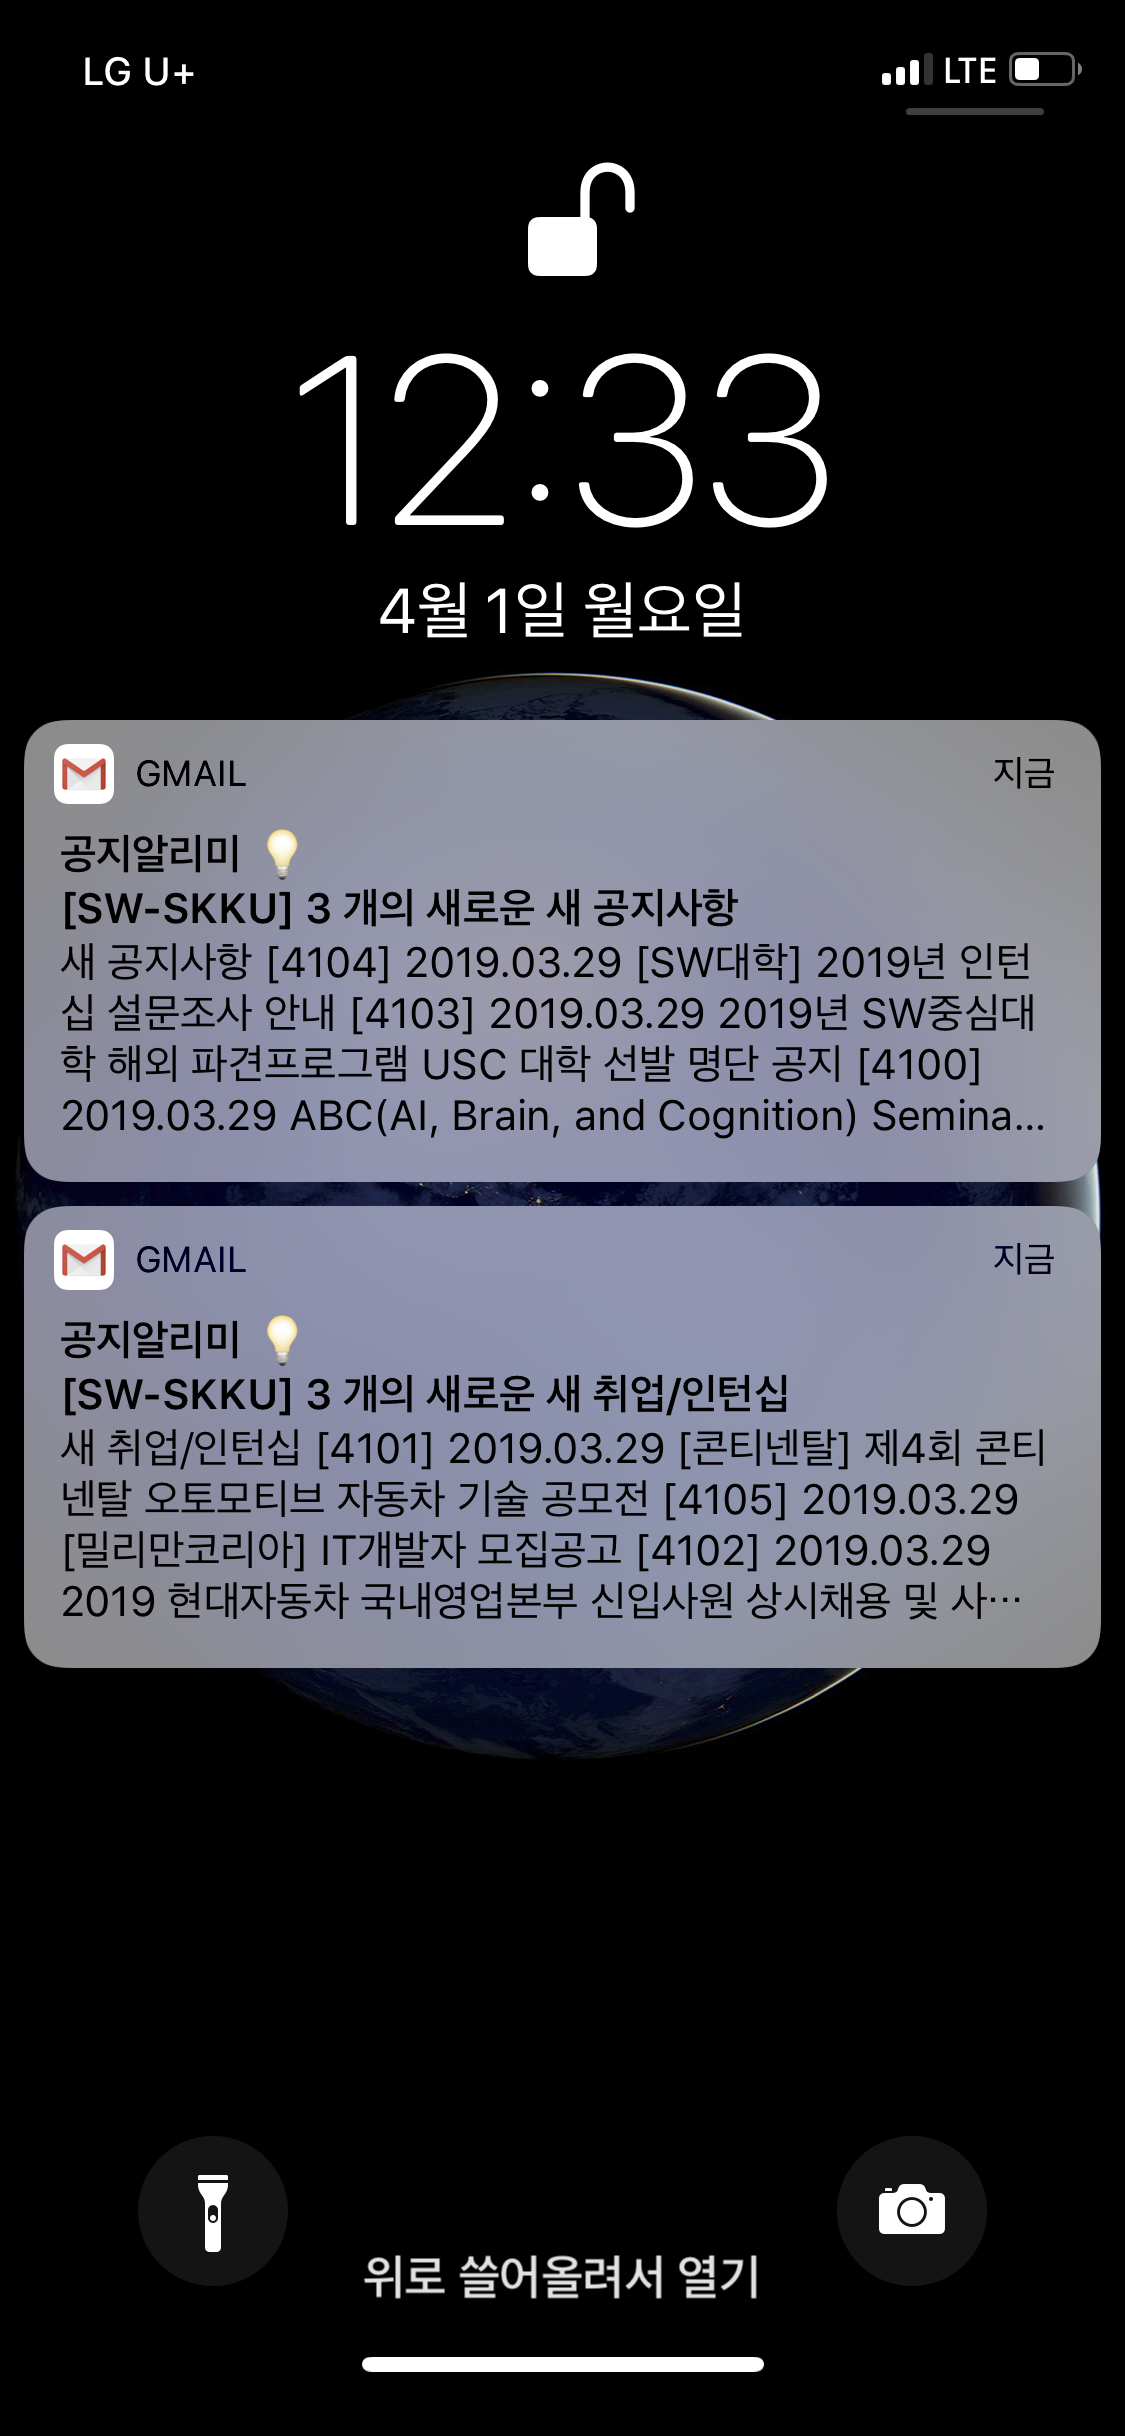 LG U+
LTE
12:33
4월 1일 월요일
GMAIL
지금
공지알리미 💡
[SW-SKKU] 3 개의 새로운 새 공지사항
새 공지사항 [4104] 2019.03.29 [SW대학] 2019년 인턴
십 설문조사 안내 [4103] 2019.03.29 2019년 SW중심대
학 해외 파견프로그램 USC 대학 선발 명단 공지 [4100]
2019.03.29 ABC(AI, Brain, and Cognition) Semina...
GMAIL
지금
공지알리미 💡
[SW-SKKU] 3 개의 새로운 새 취업/인턴십
새 취업/인턴십 [4101] 2019.03.29 [콘티넨탈] 제4회 콘티
넨탈 오토모티브 자동차 기술 공모전 [4105] 2019.03.29
[밀리만코리아] IT개발자 모집공고 [4102] 2019.03.29
2019 현대자동차 국내영업본부 신입사원 상시채용 및 사…
위로 쓸어올려서 열기